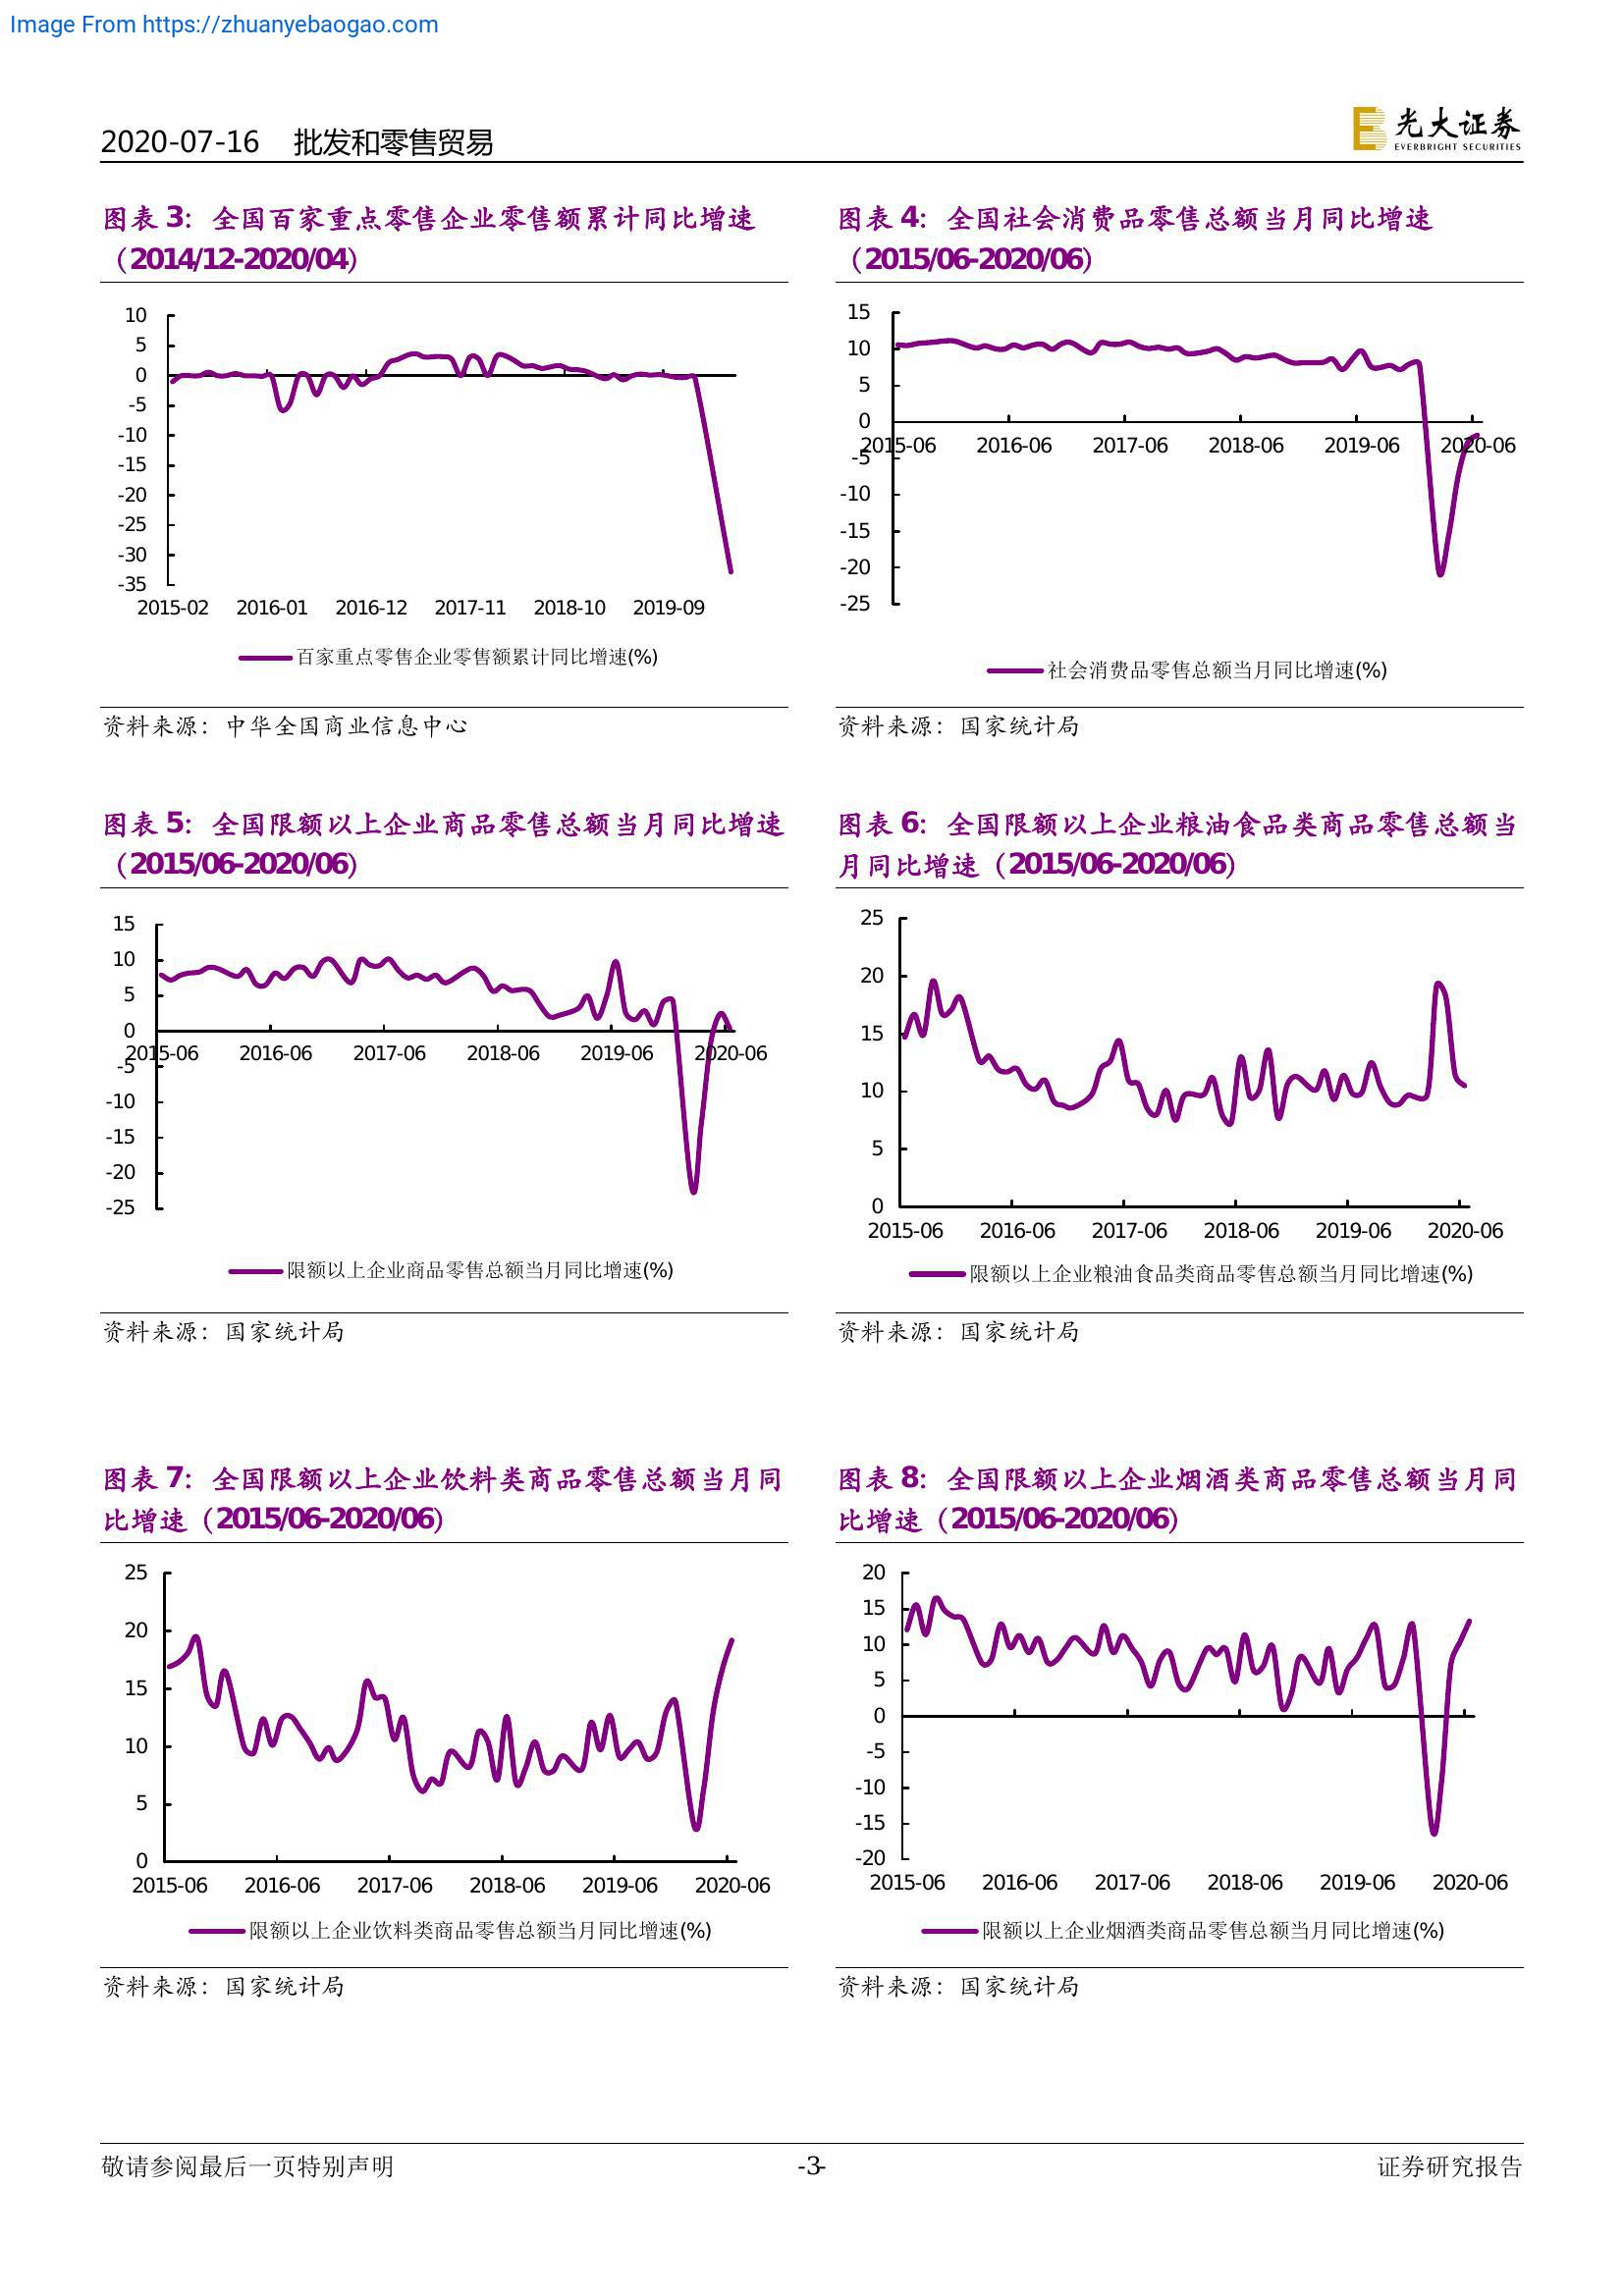 Image From https://zhuanyebaogao.com
2020-07-16 批发和零售贸易
光大证券
EVERBRIGHT SECURITIES
图表 3：全国百家重点零售企业零售额累计同比增速
（2014/12-2020/04）
10
5
0
-5
-10
-15
-20
-25
-30
-35
2015-02 2016-01 2016-12 2017-11 2018-10 2019-09
百家重点零售企业零售额累计同比增速(%)
资料来源：中华全国商业信息中心
图表 4：全国社会消费品零售总额当月同比增速
（2015/06-2020/06）
15
10
5
0
2015-06 2016-06 2017-06 2018-06 2019-06 2020-06
-5
-10
-15
-20
-25
社会消费品零售总额当月同比增速(%)
资料来源：国家统计局
图表 5：全国限额以上企业商品零售总额当月同比增速
（2015/06-2020/06）
15
10
5
0
2015-06 2016-06 2017-06 2018-06 2019-06 2020-06
-5
-10
-15
-20
-25
限额以上企业商品零售总额当月同比增速(%)
资料来源：国家统计局
图表 6：全国限额以上企业粮油食品类商品零售总额当
月同比增速（2015/06-2020/06）
25
20
15
10
5
0
2015-06 2016-06 2017-06 2018-06 2019-06 2020-06
限额以上企业粮油食品类商品零售总额当月同比增速(%)
资料来源：国家统计局
图表 7：全国限额以上企业饮料类商品零售总额当月同
比增速（2015/06-2020/06）
25
20
15
10
5
0
2015-06 2016-06 2017-06 2018-06 2019-06 2020-06
限额以上企业饮料类商品零售总额当月同比增速(%)
资料来源：国家统计局
图表 8：全国限额以上企业烟酒类商品零售总额当月同
比增速（2015/06-2020/06）
20
15
10
5
0
-5
-10
-15
-20
2015-06 2016-06 2017-06 2018-06 2019-06 2020-06
限额以上企业烟酒类商品零售总额当月同比增速(%)
资料来源：国家统计局
敬请参阅最后一页特别声明 -3- 证券研究报告